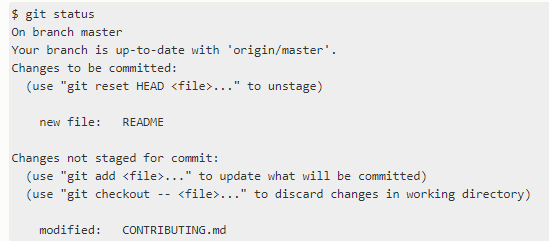 $ git status
On branch master
Your branch is up-to-date with 'origin/master'.
Changes to be committed:
  (use "git reset HEAD <file>..." to unstage)

    new file:   README

Changes not staged for commit:
  (use "git add <file>..." to update what will be committed)
  (use "git checkout -- <file>..." to discard changes in working directory)

    modified:   CONTRIBUTING.md